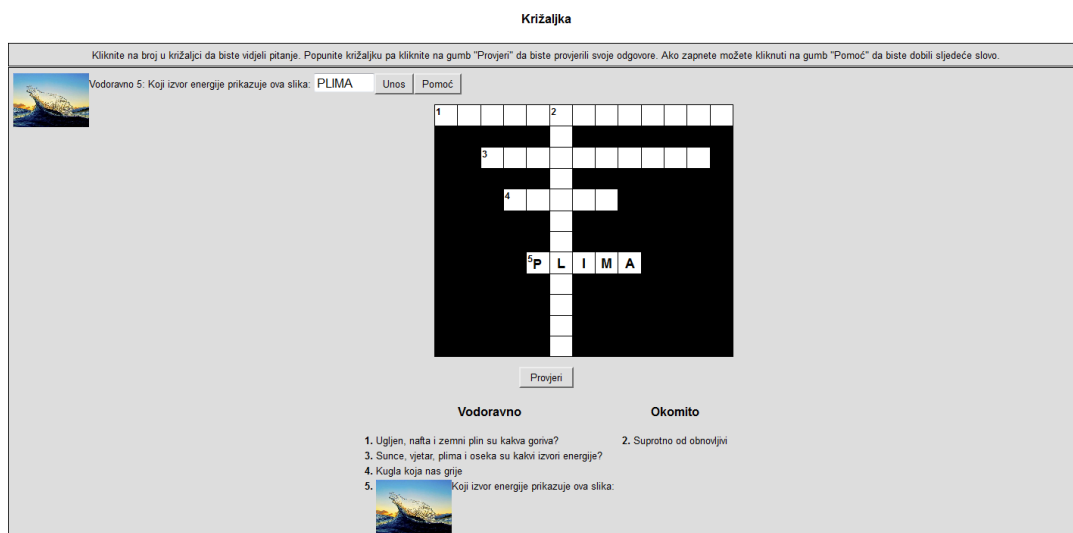 Križaljka
Kliknite na broj u križaljci da biste vidjeli pitanje. Popunite križaljku pa kliknite na gumb "Provjeri" da biste provjerili svoje odgovore. Ako zapnete možete kliknuti na gumb "Pomoć" da biste dobili sljedeće slovo.
Vodoravno 5: Koji izvor energije prikazuje ova slika: PLIMA Unos Pomoć
1 2
3
4
5 P L I M A
Provjeri
Vodoravno Okomito
1. Ugljen, nafta i zemni plin su kakva goriva? 2. Suprotno od obnovljivi
3. Sunce, vjetar, plima i oseka su kakvi izvori energije?
4. Kugla koja nas grije
5. Koji izvor energije prikazuje ova slika: